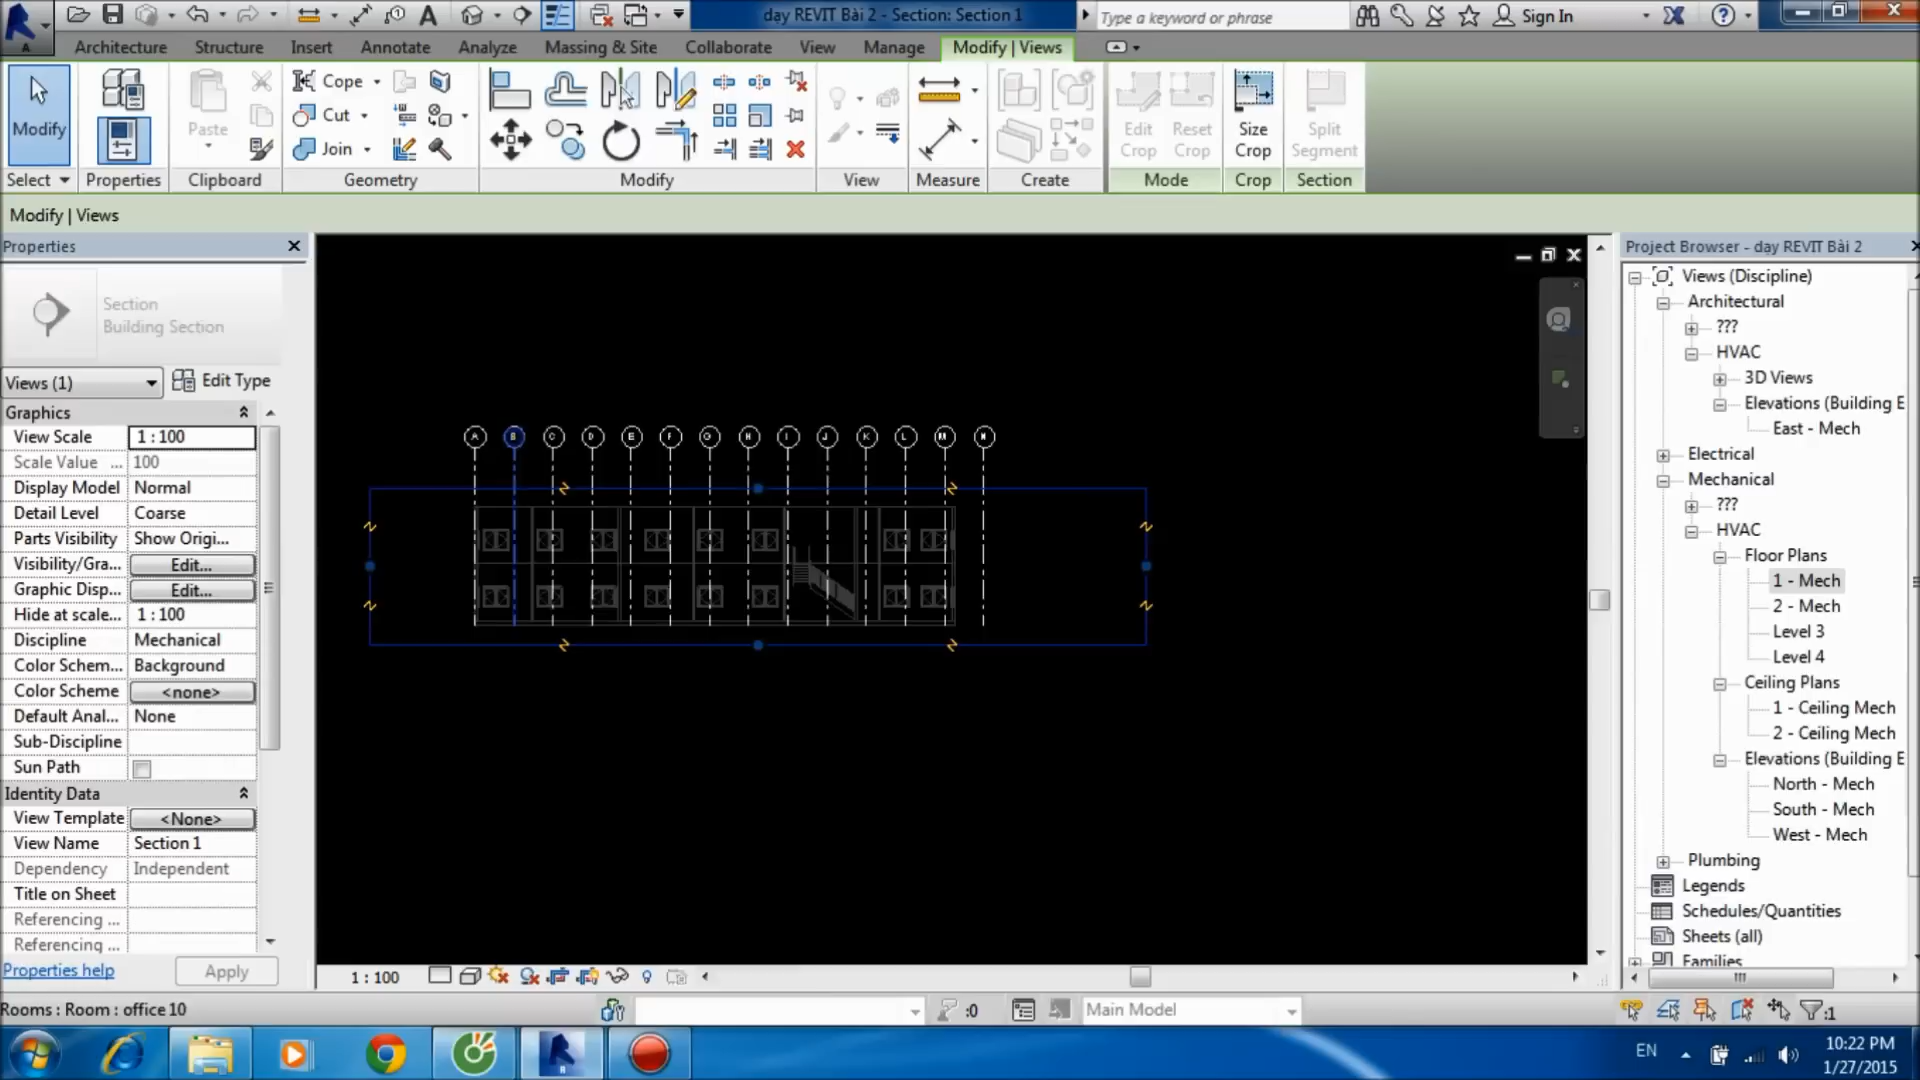 dạy REVIT Bài 2 - Section: Section 1
Type a keyword or phrase
Sign In
Architecture
Structure
Insert
Annotate
Analyze
Massing & Site
Collaborate
View
Manage
Modify | Views
Modify
Paste
Cope
Cut
Join
Edit Crop
Reset Crop
Size Crop
Split Segment
Select
Properties
Clipboard
Geometry
Modify
View
Measure
Create
Mode
Crop
Section
Modify | Views
Properties
Section
Building Section
Views (1)
Edit Type
Graphics
View Scale 1 : 100
Scale Value ... 100
Display Model Normal
Detail Level Coarse
Parts Visibility Show Origi...
Visibility/Gra... Edit...
Graphic Disp... Edit...
Hide at scale... 1 : 100
Discipline Mechanical
Color Schem... Background
Color Scheme <none>
Default Anal... None
Sub-Discipline
Sun Path
Identity Data
View Template <None>
View Name Section 1
Dependency Independent
Title on Sheet
Referencing ...
Referencing ...
Properties help
Apply
A B C D E F G H I J K L M N
1 : 100
Project Browser - dạy REVIT Bài 2
Views (Discipline)
Architectural
???
HVAC
3D Views
Elevations (Building E
East - Mech
Electrical
Mechanical
???
HVAC
Floor Plans
1 - Mech
2 - Mech
Level 3
Level 4
Ceiling Plans
1 - Ceiling Mech
2 - Ceiling Mech
Elevations (Building E
North - Mech
South - Mech
West - Mech
Plumbing
Legends
Schedules/Quantities
Sheets (all)
Families
Rooms : Room : office 10
:0
Main Model
:1
EN
10:22 PM
1/27/2015